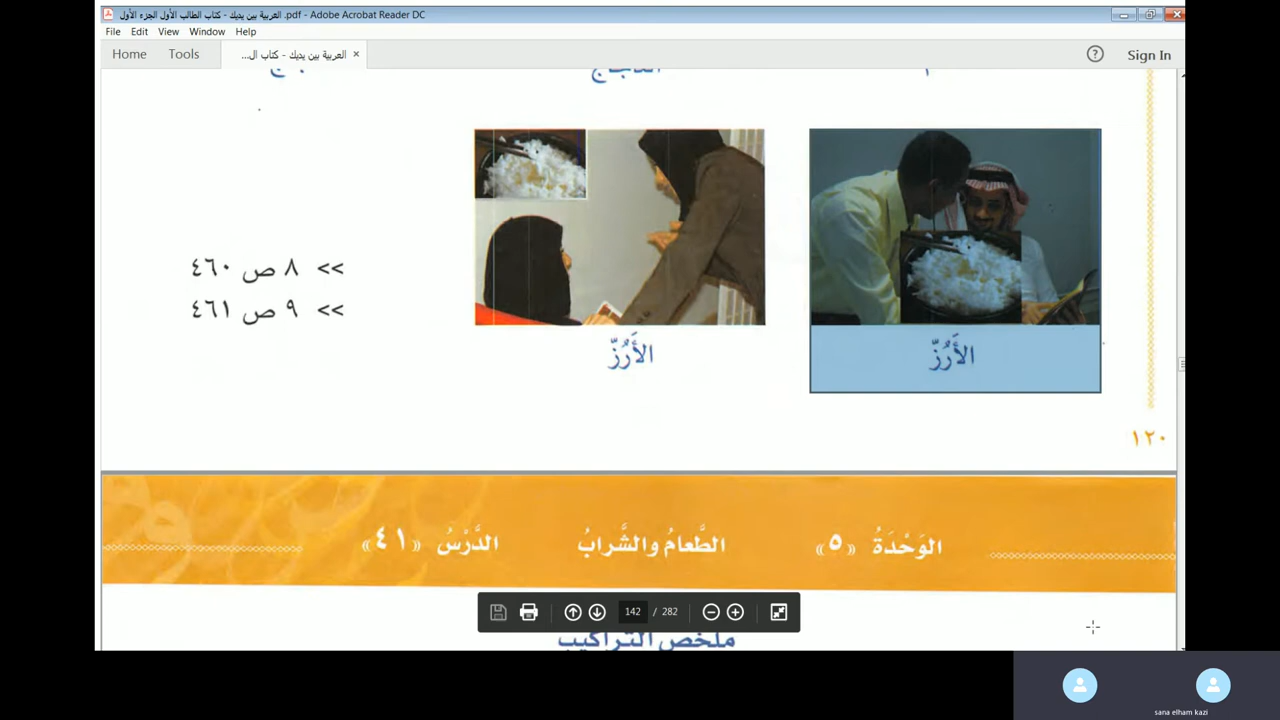 العربية بين يديك - كتاب الطالب الأول الجزء الأول .pdf - Adobe Acrobat Reader DC
File Edit View Window Help
Home Tools العربية بين يديك - كتاب ال... × Sign In
الدجاج
الأَرُزّ
الأَرُزّ
>> ٨ ص ٤٦٠
>> ٩ ص ٤٦١
١٢٠
الوَحْدَةُ «٥» الطَّعامُ والشَّرابُ الدَّرْسُ «٤١»
142 / 282
ملخص التراكيب
sana elham kazi